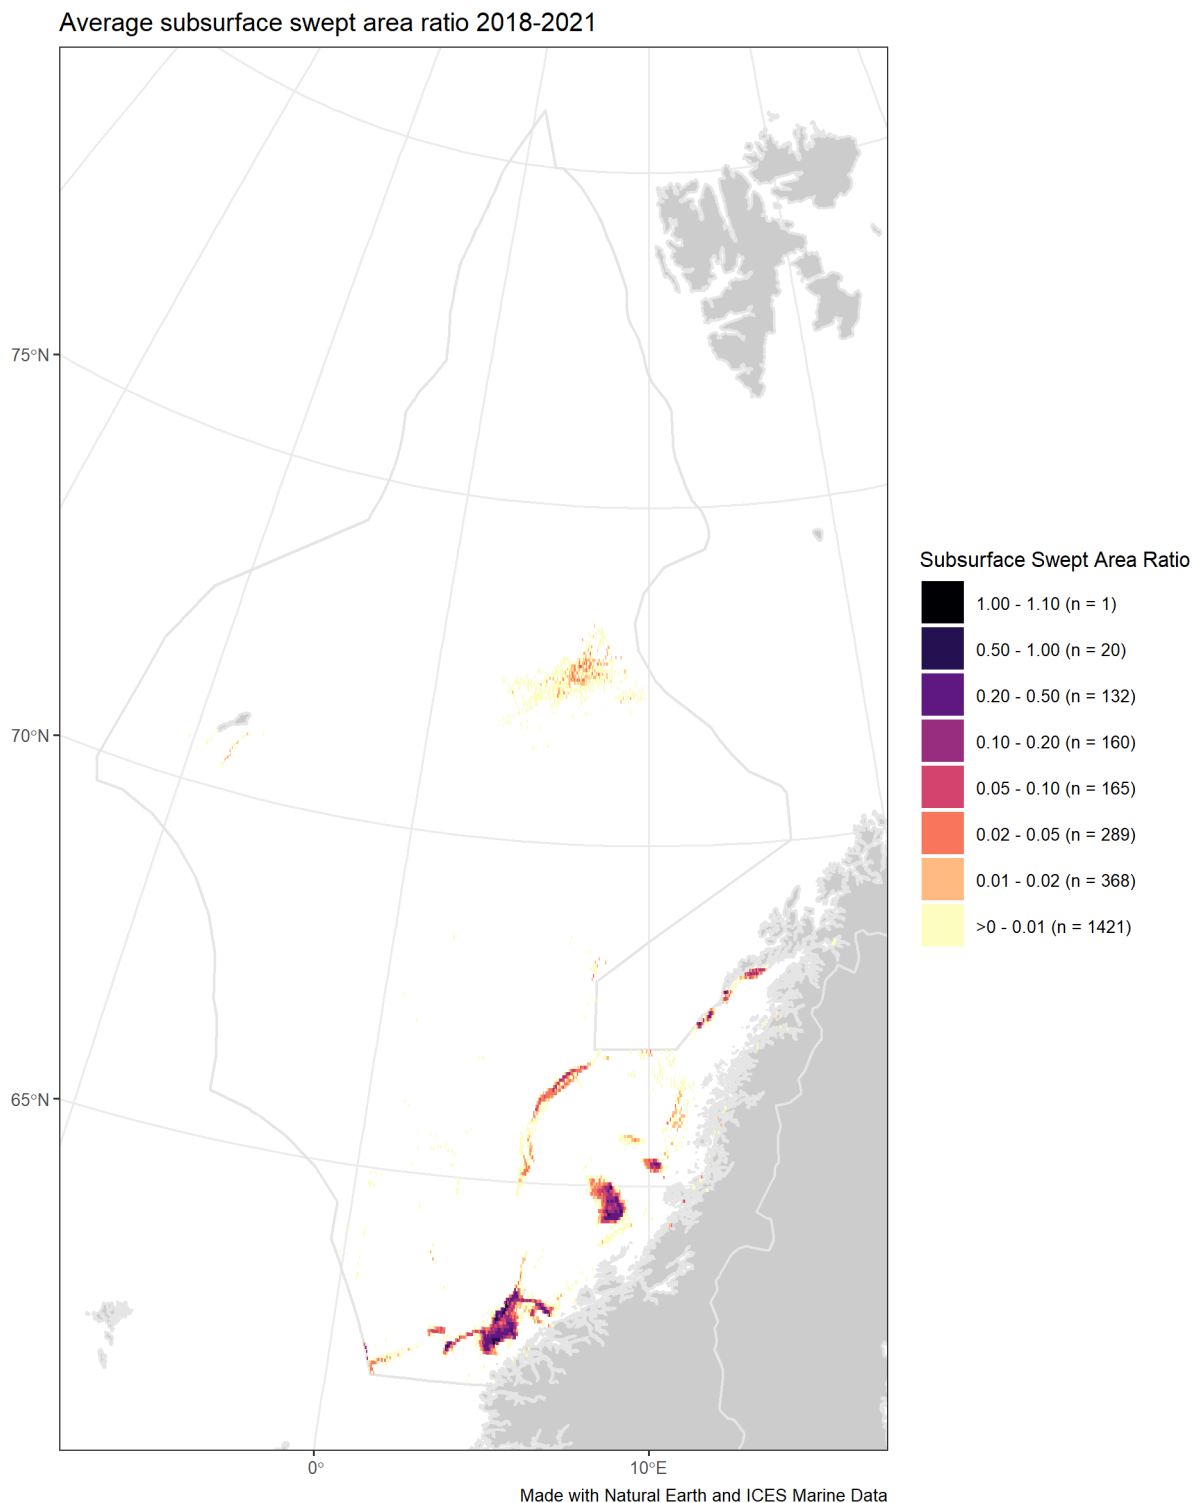 Average subsurface swept area ratio 2018-2021
75°N
70°N
65°N
0°
10°E
Subsurface Swept Area Ratio
1.00 - 1.10 (n = 1)
0.50 - 1.00 (n = 20)
0.20 - 0.50 (n = 132)
0.10 - 0.20 (n = 160)
0.05 - 0.10 (n = 165)
0.02 - 0.05 (n = 289)
0.01 - 0.02 (n = 368)
>0 - 0.01 (n = 1421)
Made with Natural Earth and ICES Marine Data